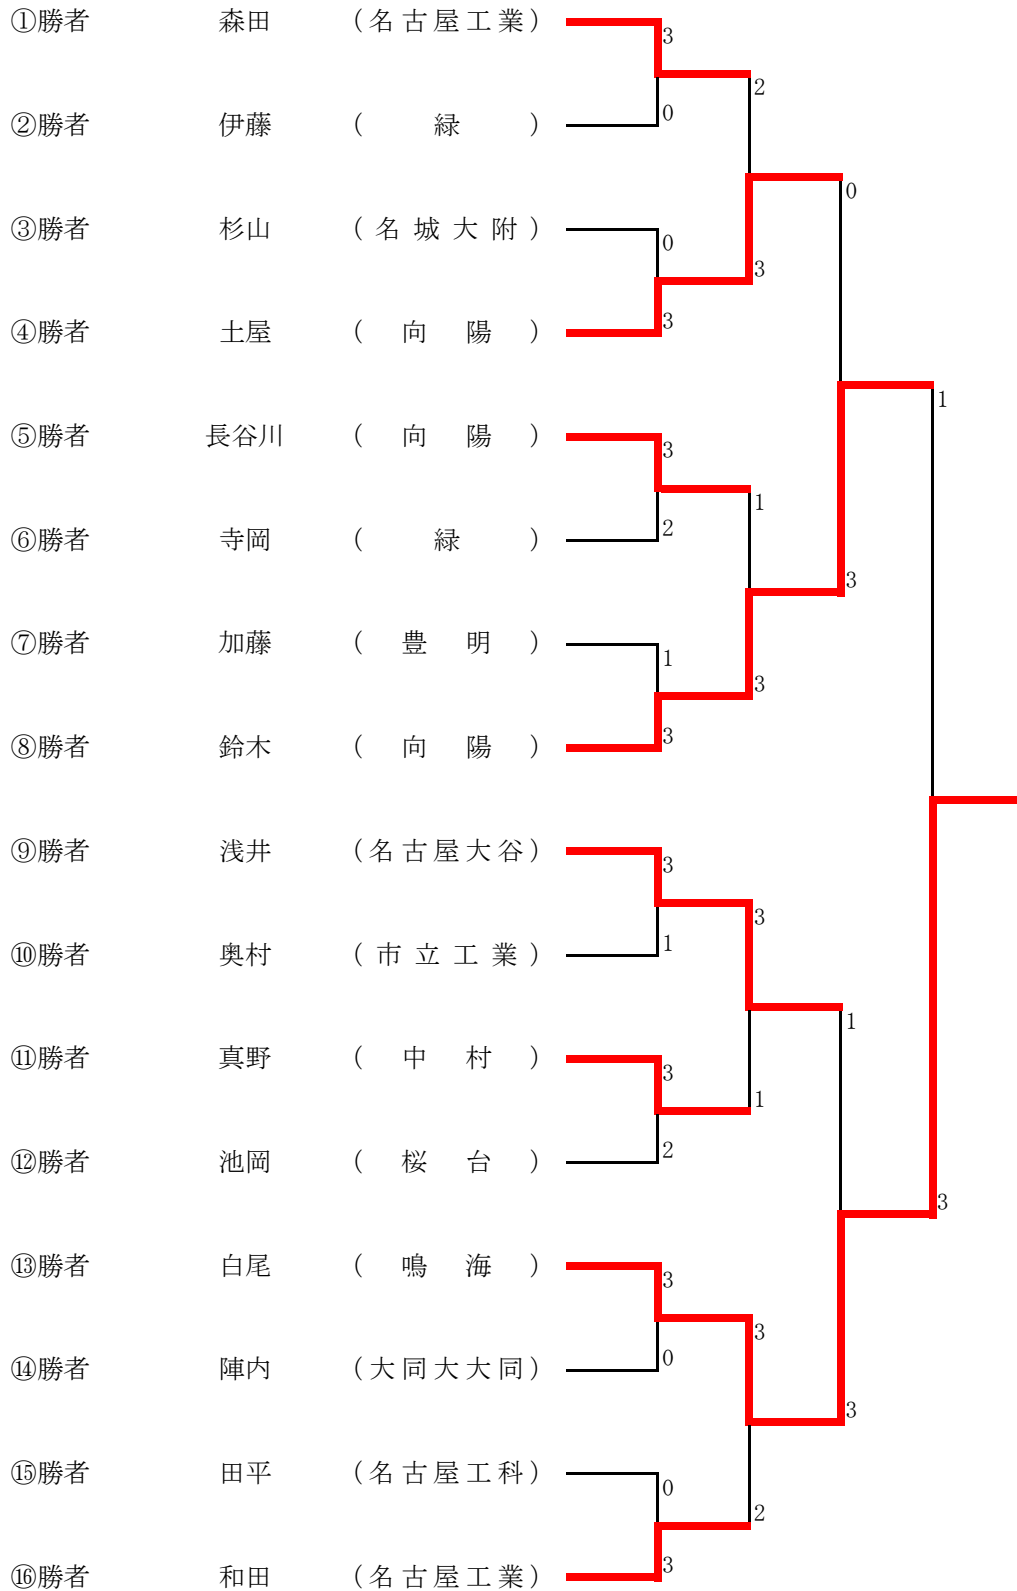 ①勝者 森田 （名古屋工業） 3
2
②勝者 伊藤 （ 緑 ） 0
0
③勝者 杉山 （名城大附） 0
3
④勝者 土屋 （ 向 陽 ） 3
1
⑤勝者 長谷川 （ 向 陽 ） 3
1
⑥勝者 寺岡 （ 緑 ） 2
3
⑦勝者 加藤 （ 豊 明 ） 1
3
⑧勝者 鈴木 （ 向 陽 ） 3
⑨勝者 浅井 （名古屋大谷） 3
3
⑩勝者 奥村 （市立工業） 1
1
⑪勝者 真野 （ 中 村 ） 3
1
⑫勝者 池岡 （ 桜 台 ） 2
3
⑬勝者 白尾 （ 鳴 海 ） 3
3
⑭勝者 陣内 （大同大大同） 0
3
⑮勝者 田平 （名古屋工科） 0
2
⑯勝者 和田 （名古屋工業） 3